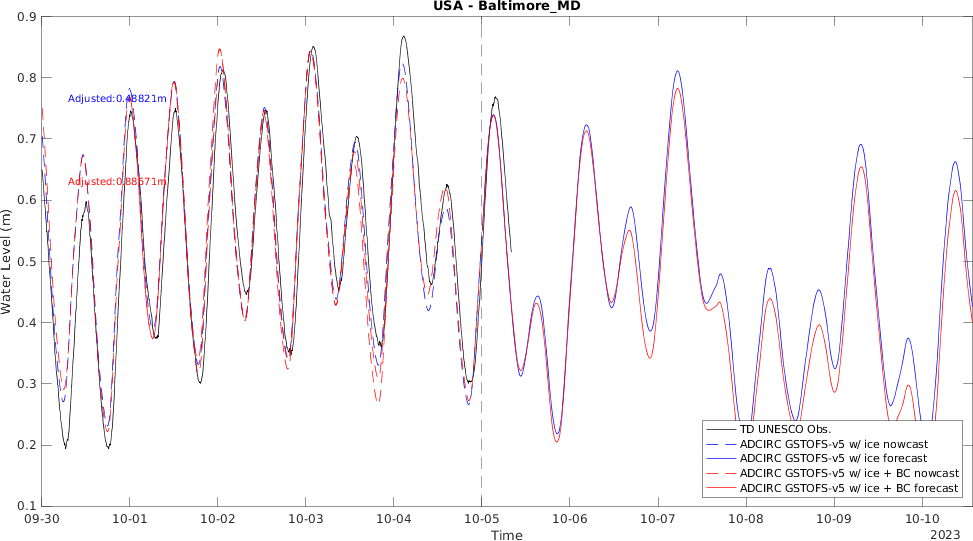 USA - Baltimore_MD
0.9
0.8
0.7
0.6
0.5
0.4
0.3
0.2
0.1
Water Level (m)
Adjusted:0.48821m
Adjusted:0.88571m
TD UNESCO Obs.
ADCIRC GSTOFS-v5 w/ ice nowcast
ADCIRC GSTOFS-v5 w/ ice forecast
ADCIRC GSTOFS-v5 w/ ice + BC nowcast
ADCIRC GSTOFS-v5 w/ ice + BC forecast
09-30 10-01 10-02 10-03 10-04 10-05 10-06 10-07 10-08 10-09 10-10
Time
2023